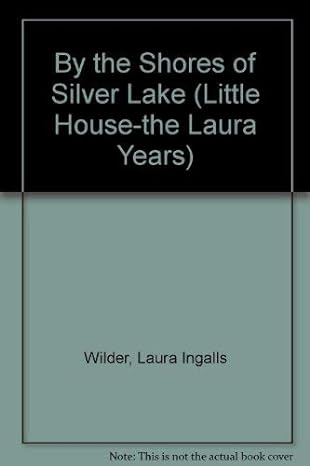 By the Shores of
Silver Lake (Little
House-the Laura
Years)
Wilder, Laura Ingalls
Note: This is not the actual book cover